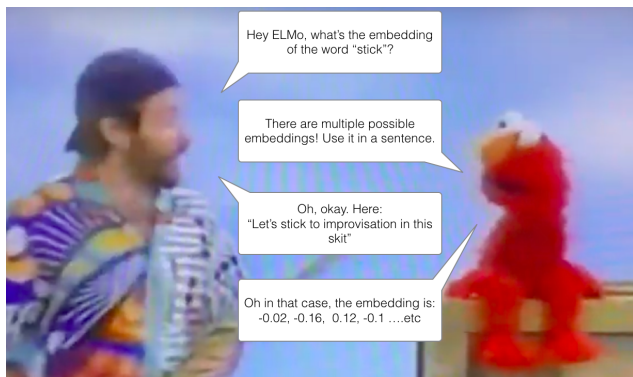 Hey ELMo, what's the embedding
of the word “stick”?
There are multiple possible
embeddings! Use it in a sentence.
Oh, okay. Here:
“Let's stick to improvisation in this
skit”
Oh in that case, the embedding is:
-0.02, -0.16,  0.12, -0.1 ….etc